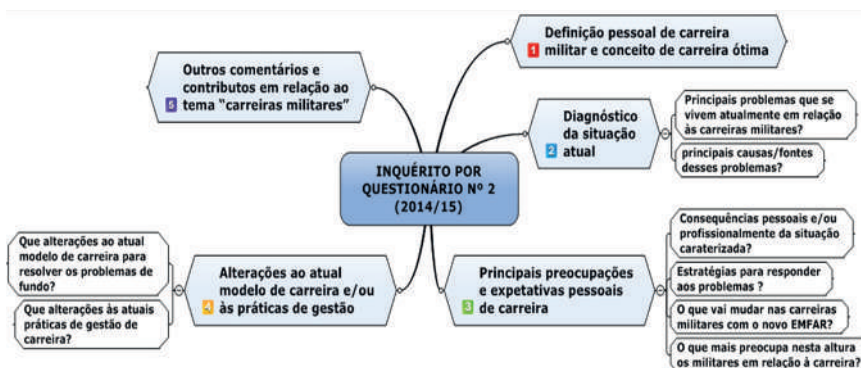 INQUÉRITO POR
QUESTIONÁRIO Nº 2
(2014/15)
Definição pessoal de carreira
1 militar e conceito de carreira ótima
Diagnóstico
da situação
2 atual
Principais problemas que se
vivem atualmente em relação
às carreiras militares?
principais causas/fontes
desses problemas?
Principais preocupações
e expetativas pessoais
3 de carreira
Consequências pessoais e/ou
profissionalmente da situação
caraterizada?
Estratégias para responder
aos problemas ?
O que vai mudar nas carreiras
militares com o novo EMFAR?
O que mais preocupa nesta altura
os militares em relação à carreira?
Alterações ao atual
modelo de carreira e/ou
4 às práticas de gestão
Que alterações ao atual
modelo de carreira para
resolver os problemas de
fundo?
Que alterações às atuais
práticas de gestão de
carreira?
Outros comentários e
contributos em relação ao
5 tema “carreiras militares”